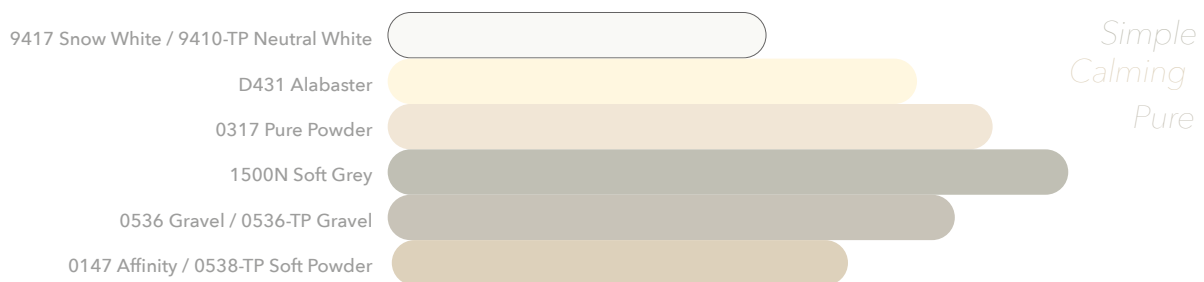 9417 Snow White / 9410-TP Neutral White
D431 Alabaster
0317 Pure Powder
1500N Soft Grey
0536 Gravel / 0536-TP Gravel
0147 Affinity / 0538-TP Soft Powder
Simple
Calming
Pure